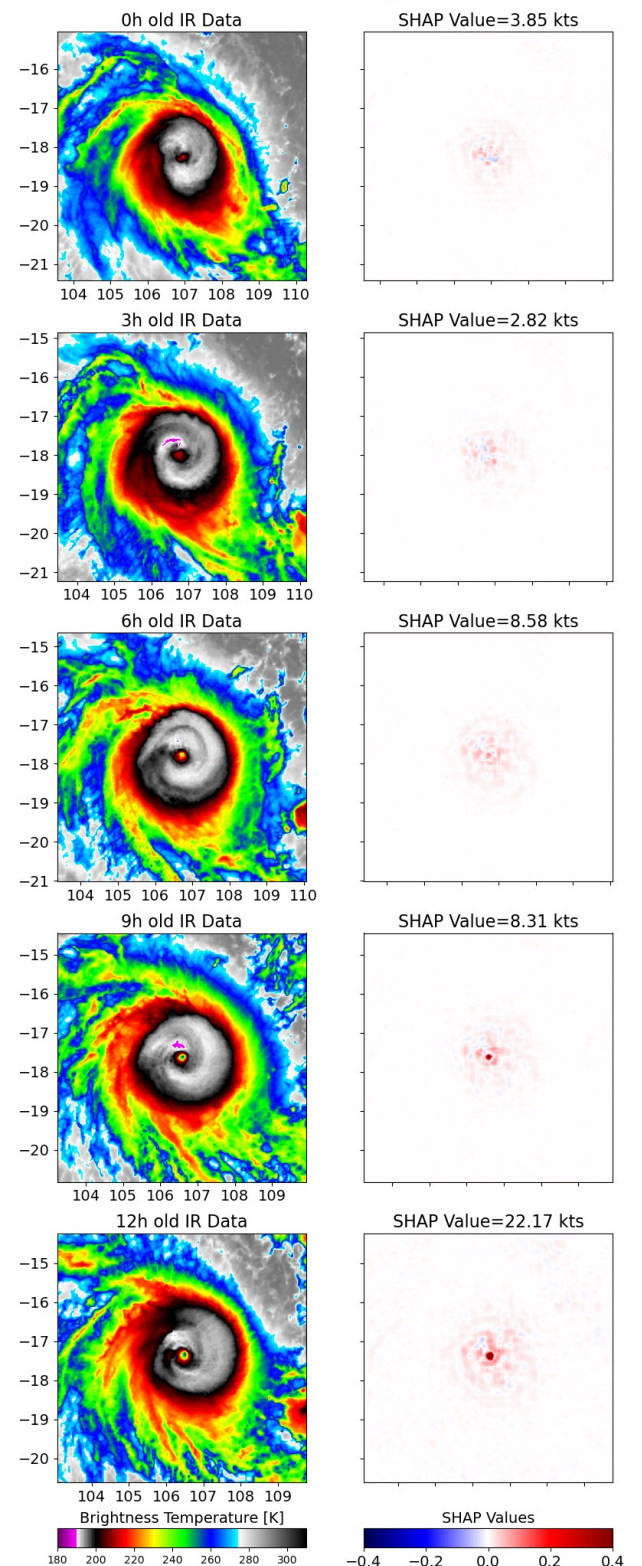 0h old IR Data
SHAP Value=3.85 kts
−16
−17
−18
−19
−20
−21
104 105 106 107 108 109 110
3h old IR Data
SHAP Value=2.82 kts
−15
−16
−17
−18
−19
−20
−21
104 105 106 107 108 109 110
6h old IR Data
SHAP Value=8.58 kts
−15
−16
−17
−18
−19
−20
−21
104 105 106 107 108 109 110
9h old IR Data
SHAP Value=8.31 kts
−15
−16
−17
−18
−19
−20
104 105 106 107 108 109
12h old IR Data
SHAP Value=22.17 kts
−15
−16
−17
−18
−19
−20
104 105 106 107 108 109
Brightness Temperature [K]
180 200 220 240 260 280 300
SHAP Values
−0.4 −0.2 0.0 0.2 0.4